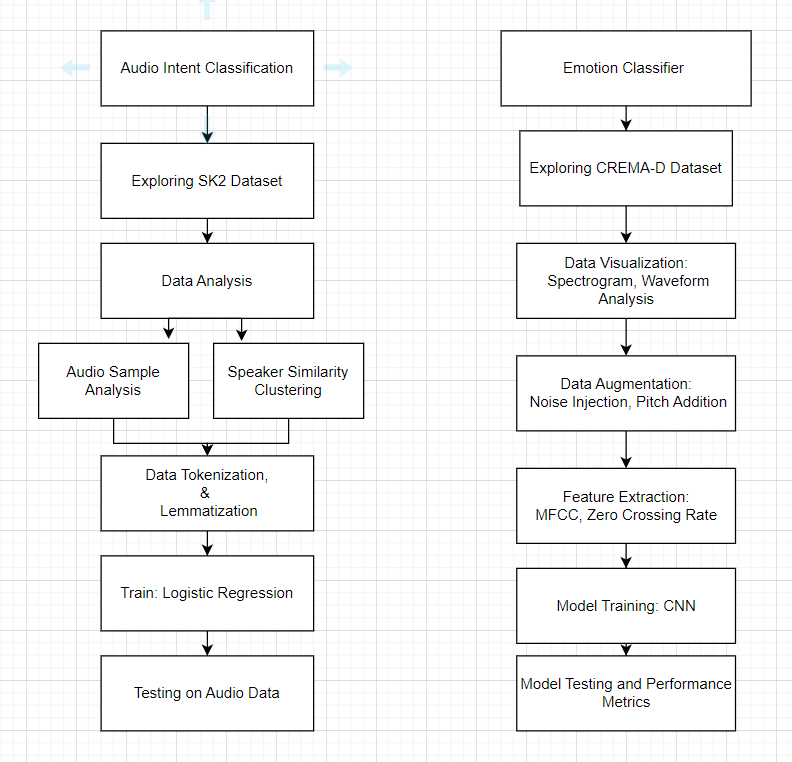 Audio Intent Classification
Exploring SK2 Dataset
Data Analysis
Audio Sample
Analysis
Speaker Similarity
Clustering
Data Tokenization,
&
Lemmatization
Train: Logistic Regression
Testing on Audio Data
Emotion Classifier
Exploring CREMA-D Dataset
Data Visualization:
Spectrogram, Waveform
Analysis
Data Augmentation:
Noise Injection, Pitch Addition
Feature Extraction:
MFCC, Zero Crossing Rate
Model Training: CNN
Model Testing and Performance
Metrics